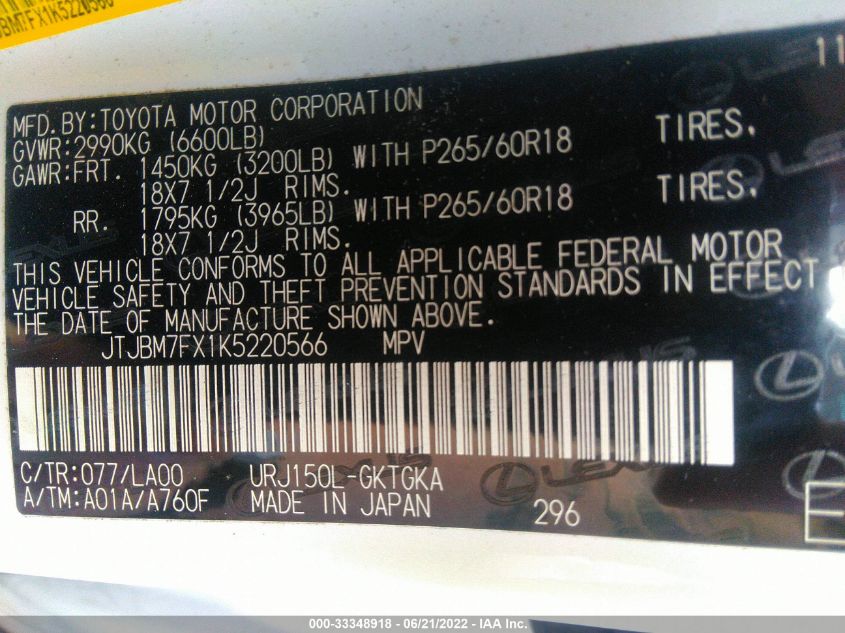 BM7FX1K5220566
11
MFD.BY:TOYOTA MOTOR CORPORATION
GVWR:2990KG (6600LB)
GAWR:FRT. 1450KG (3200LB) WITH P265/60R18 TIRES.
18X7 1/2J RIMS.
RR. 1795KG (3965LB) WITH P265/60R18 TIRES.
18X7 1/2J RIMS.
THIS VEHICLE CONFORMS TO ALL APPLICABLE FEDERAL MOTOR
VEHICLE SAFETY AND THEFT PREVENTION STANDARDS IN EFFECT
THE DATE OF MANUFACTURE SHOWN ABOVE.
JTJBM7FX1K5220566 MPV
C/TR:077/LA00 URJ150L-GKTGKA
A/TM:A01A/A760F MADE IN JAPAN 296
LEXUS
000-33348918 - 06/21/2022 - IAA Inc.